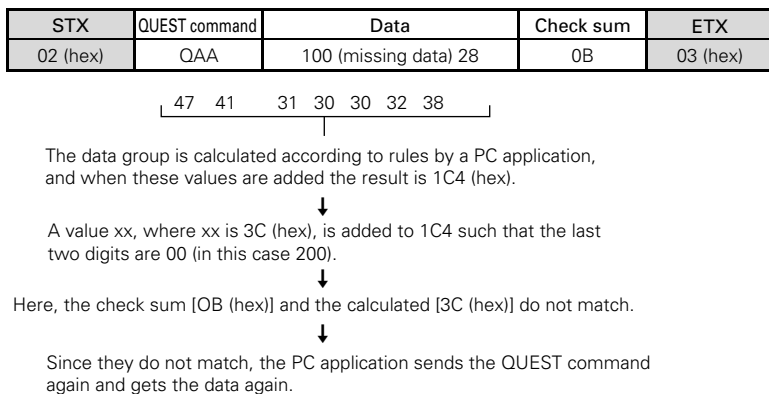 STX QUEST command Data Check sum ETX
02 (hex) QAA 100 (missing data) 28 0B 03 (hex)
47 41 31 30 30 32 38
The data group is calculated according to rules by a PC application,
and when these values are added the result is 1C4 (hex).
A value xx, where xx is 3C (hex), is added to 1C4 such that the last
two digits are 00 (in this case 200).
Here, the check sum [OB (hex)] and the calculated [3C (hex)] do not match.
Since they do not match, the PC application sends the QUEST command
again and gets the data again.